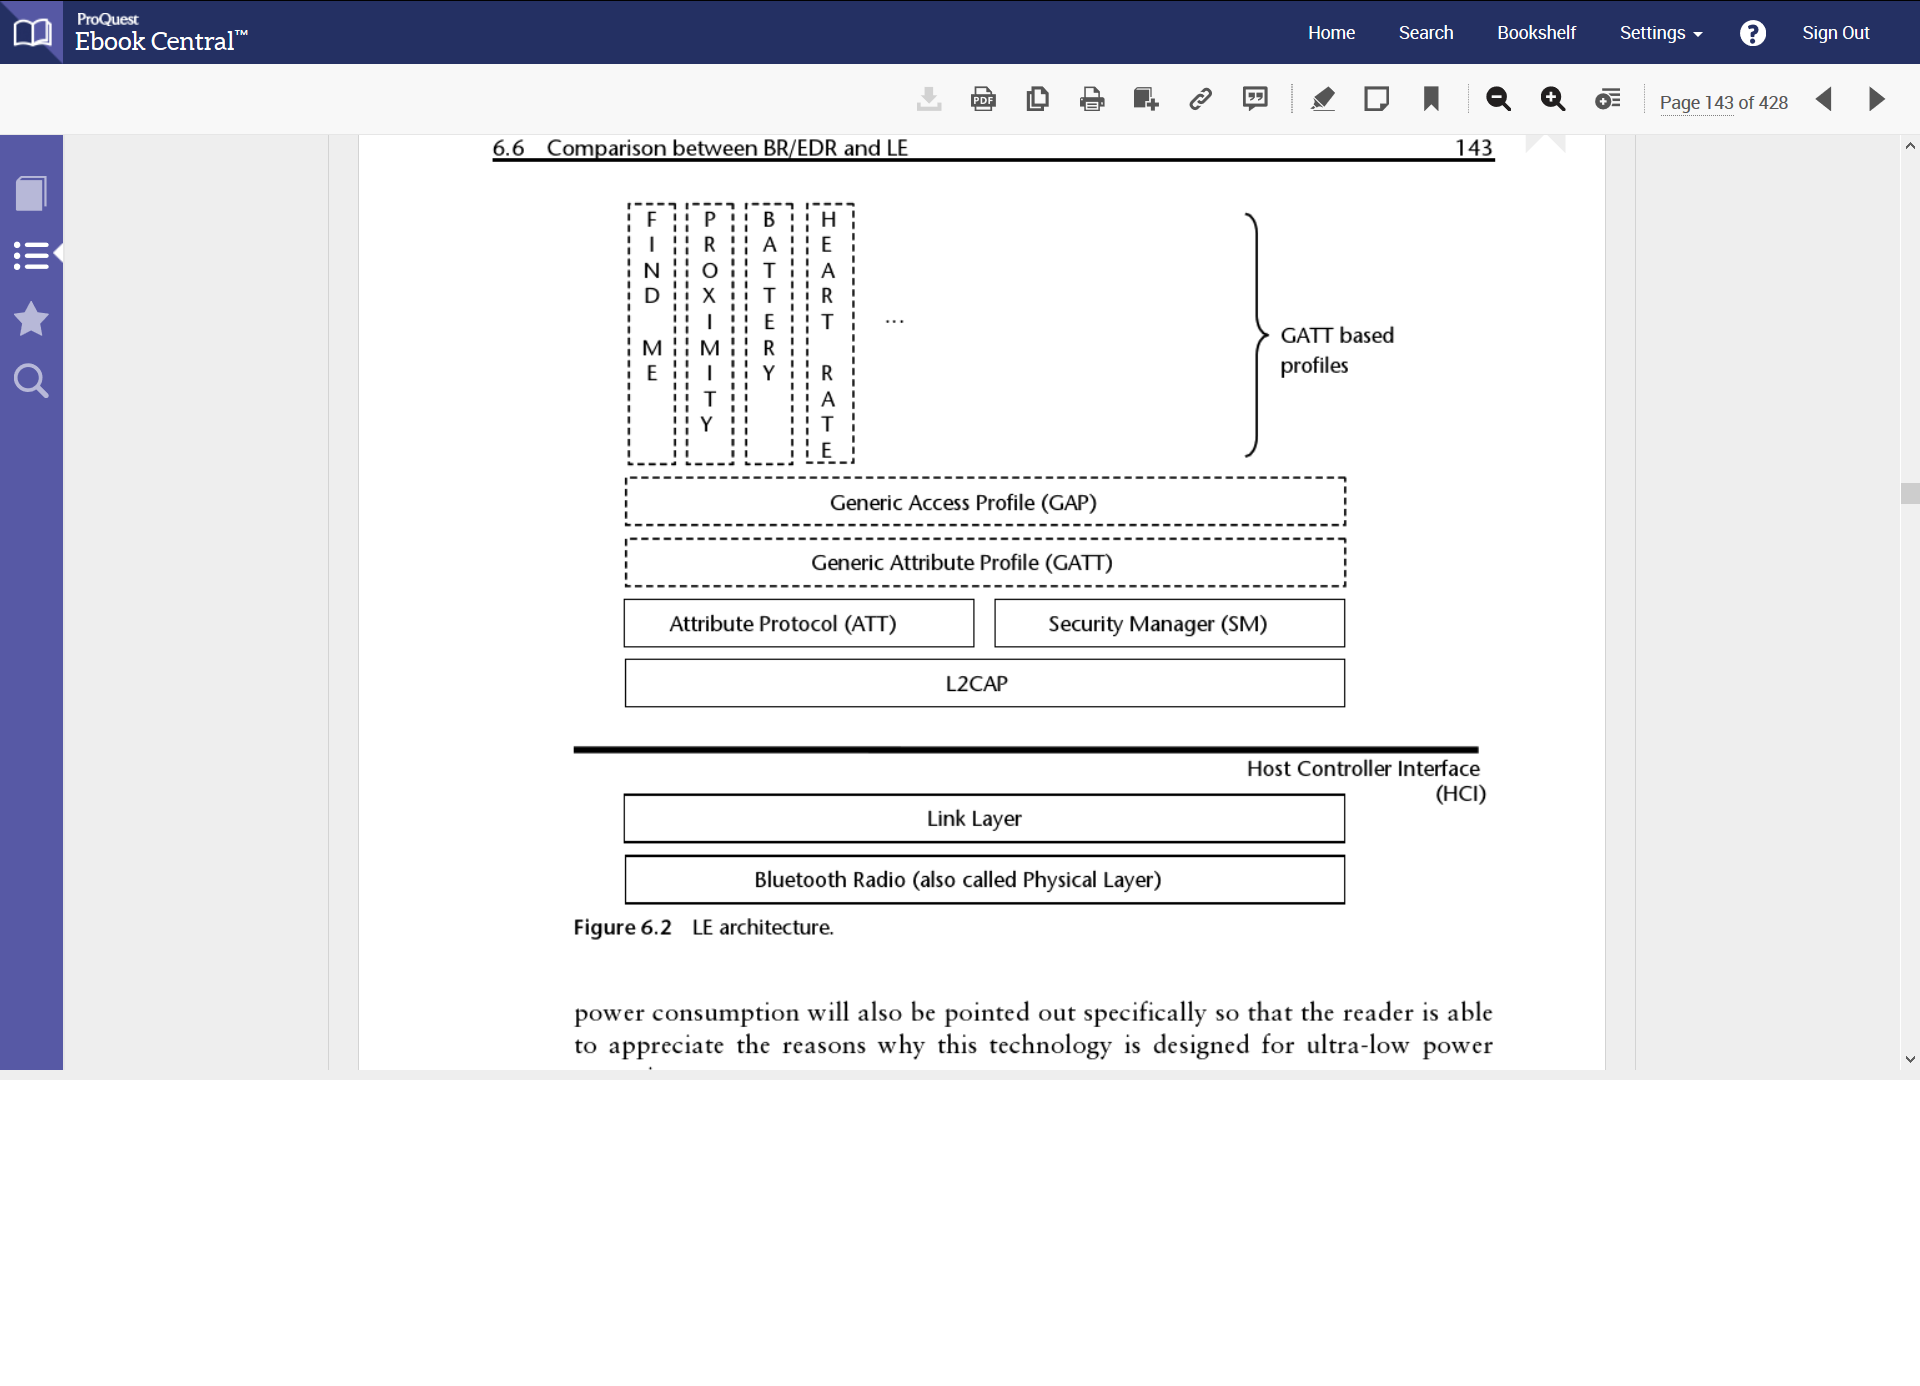 ProQuest
Ebook Central™
Home Search Bookshelf Settings ? Sign Out
PDF
Page 143 of 428
6.6 Comparison between BR/EDR and LE 143
FIND ME
PROXIMITY
BATTERY
HEART RATE
...
GATT based
profiles
Generic Access Profile (GAP)
Generic Attribute Profile (GATT)
Attribute Protocol (ATT) Security Manager (SM)
L2CAP
Host Controller Interface
(HCI)
Link Layer
Bluetooth Radio (also called Physical Layer)
Figure 6.2 LE architecture.
power consumption will also be pointed out specifically so that the reader is able
to appreciate the reasons why this technology is designed for ultra-low power